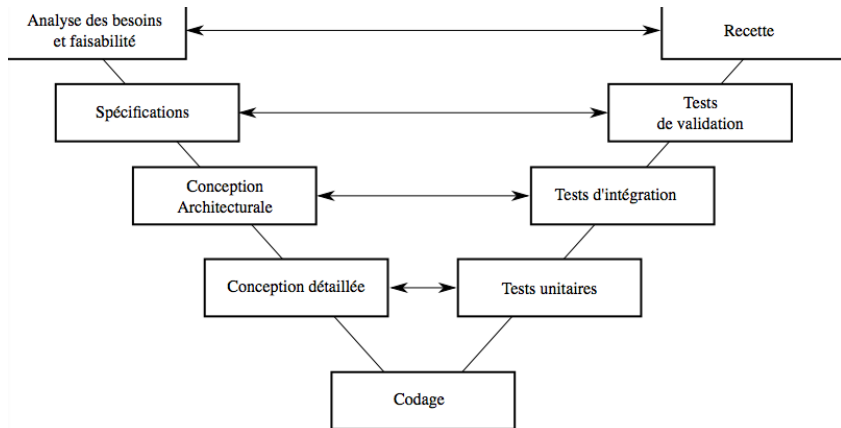 Analyse des besoins
et faisabilité
Recette
Spécifications
Tests
de validation
Conception
Architecturale
Tests d'intégration
Conception détaillée
Tests unitaires
Codage